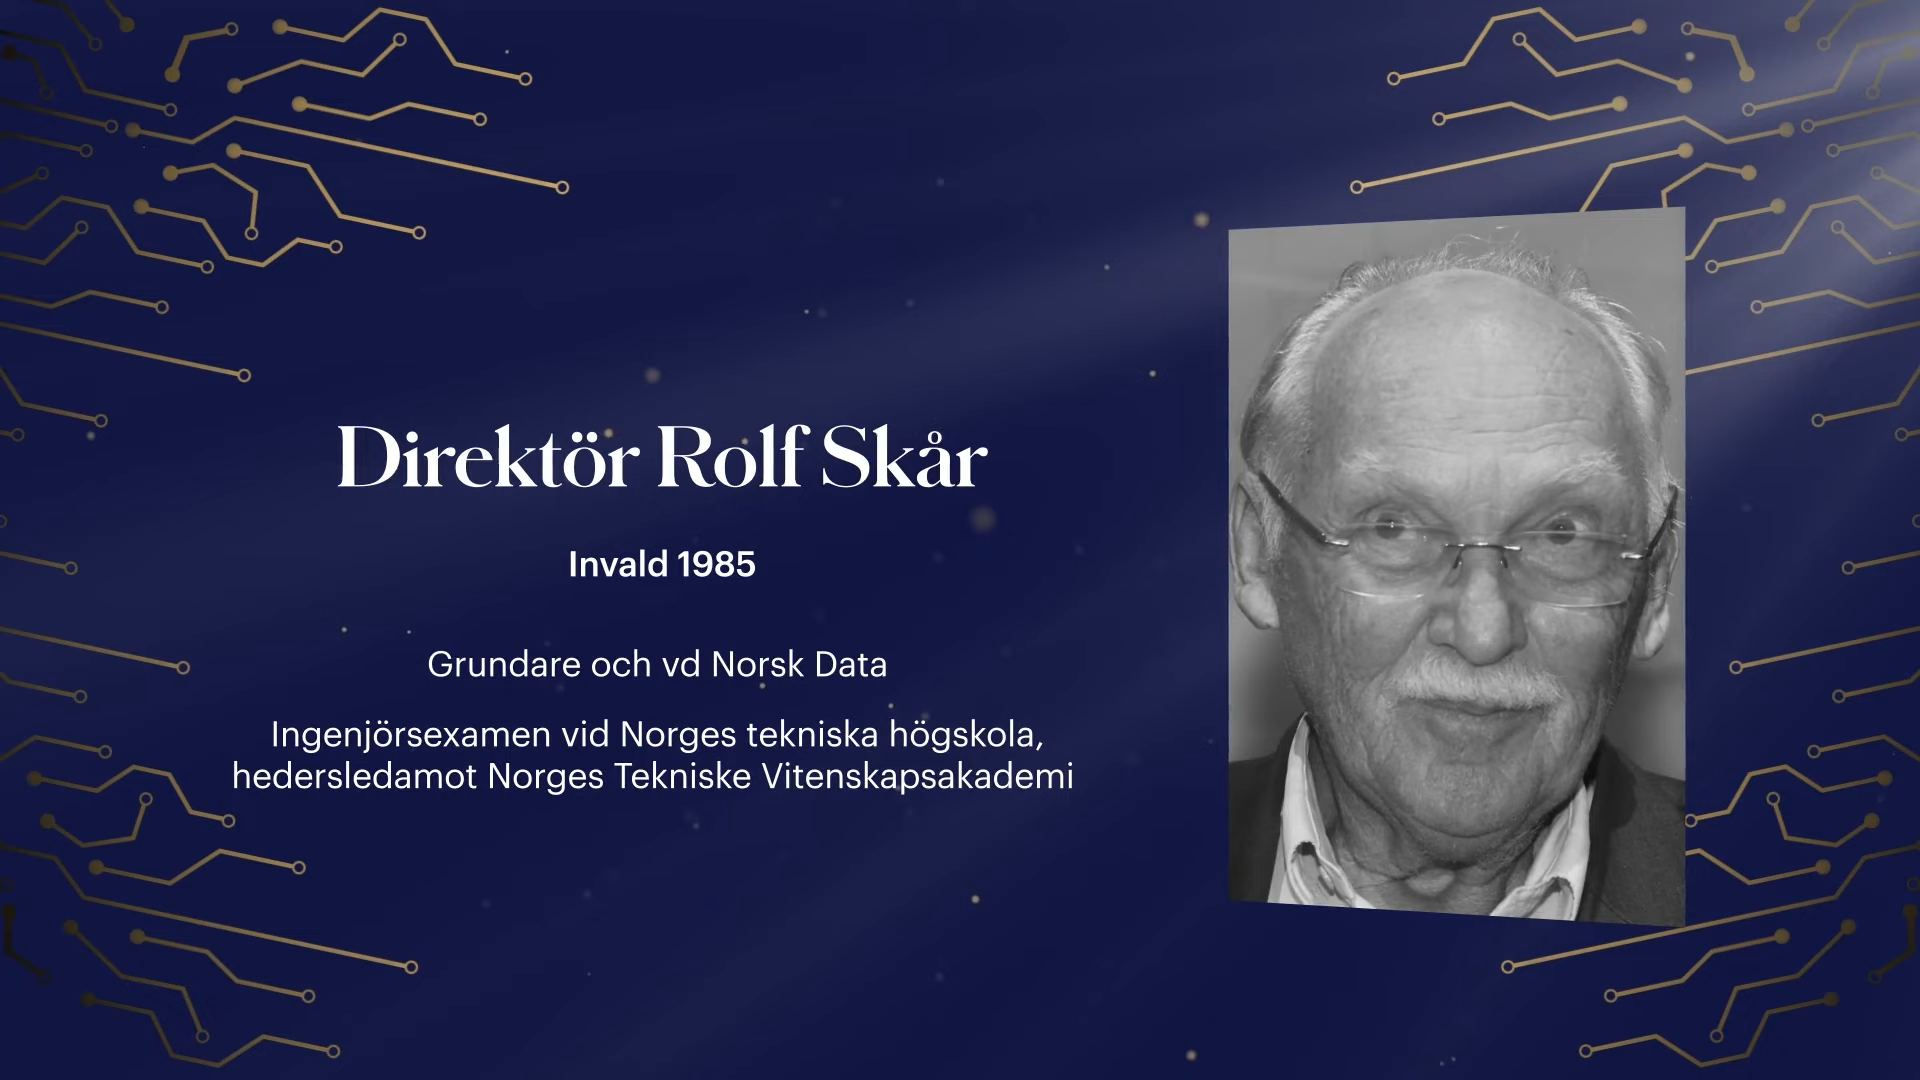 Direktör Rolf Skår
Invald 1985
Grundare och vd Norsk Data
Ingenjörsexamen vid Norges tekniska högskola,
hedersledamot Norges Tekniske Vitenskapsakademi